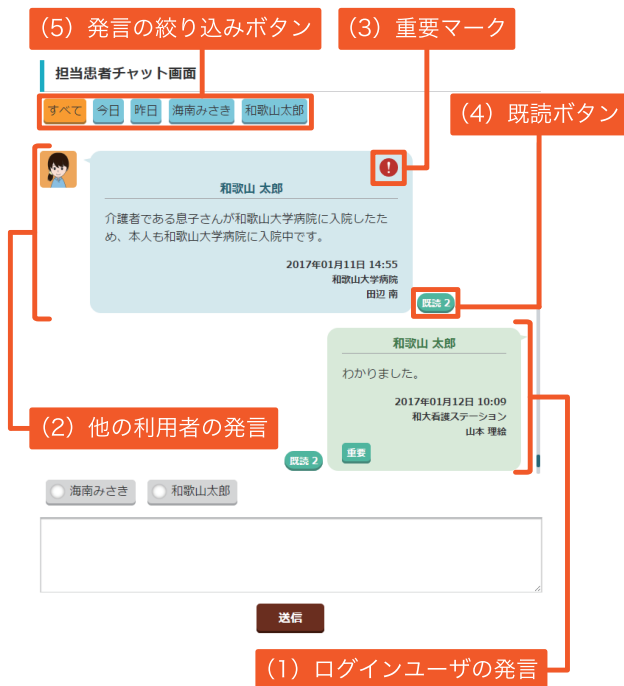 （5）発言の絞り込みボタン
（3）重要マーク
担当患者チャット画面
すべて 今日 昨日 海南みさき 和歌山太郎
（4）既読ボタン
和歌山 太郎
介護者である息子さんが和歌山大学病院に入院したた
め、本人も和歌山大学病院に入院中です。
2017年01月11日 14:55
和歌山大学病院
田辺 南
既読 2
和歌山 太郎
わかりました。
2017年01月12日 10:09
和大看護ステーション
山本 理絵
重要
既読 2
（2）他の利用者の発言
海南みさき 和歌山太郎
送信
（1）ログインユーザの発言